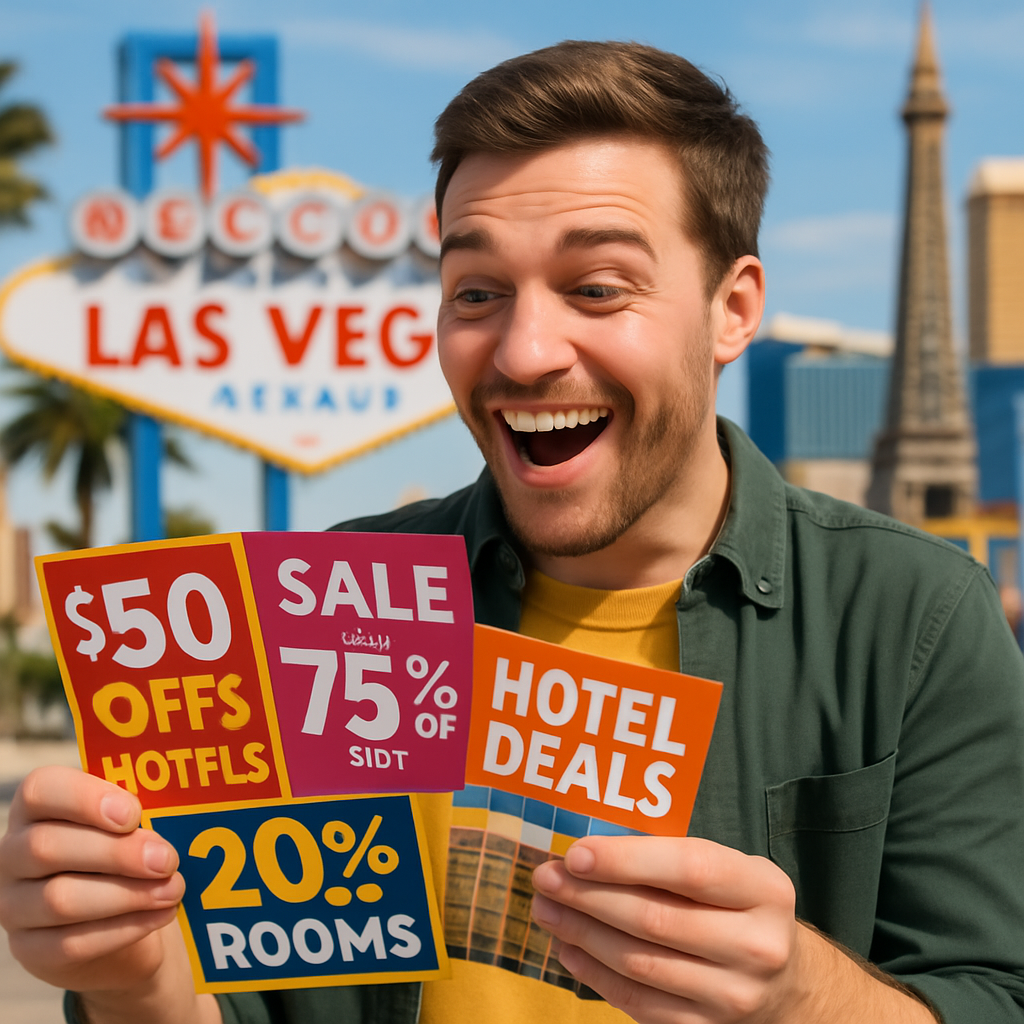 LAS VEG
$50
OFFS
HOTFLS
SALE
75%
OF
SIDT
HOTEL
DEALS
20%
ROOMS